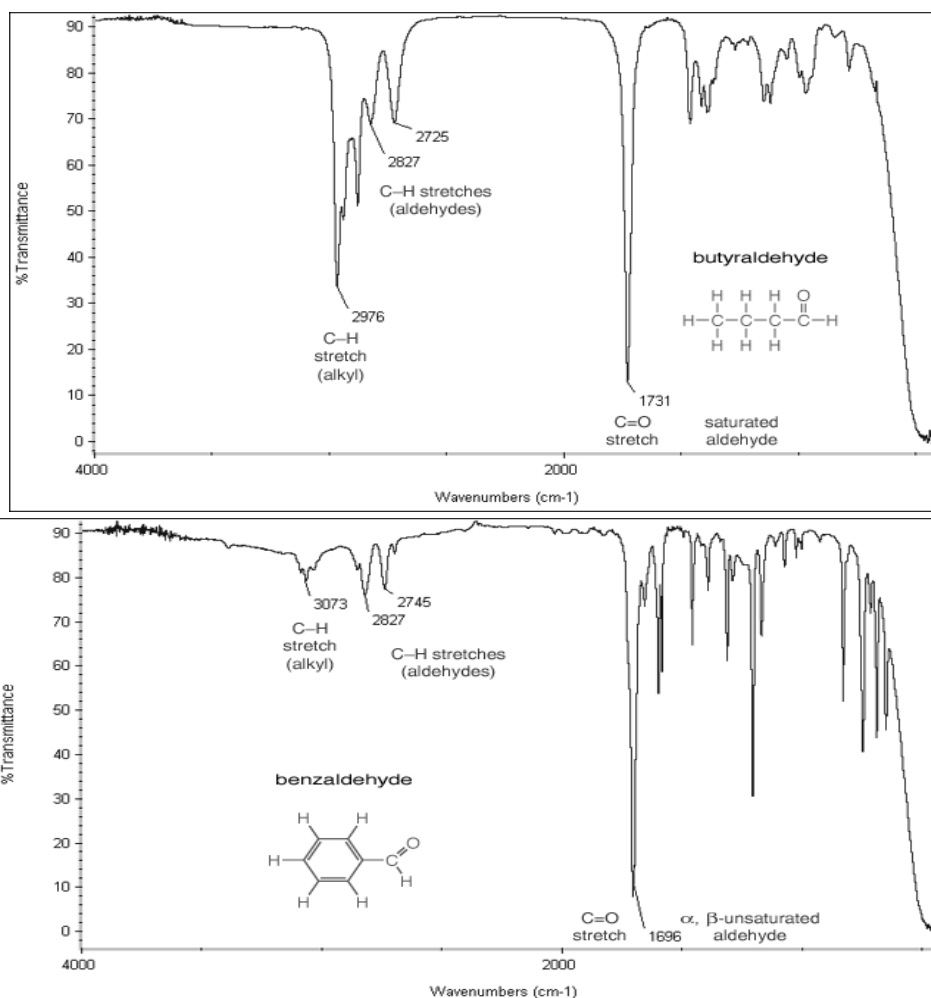 90
80
70
60
50
40
30
20
10
0
%Transmittance
2725
2827
C–H stretches
(aldehydes)
2976
C–H
stretch
(alkyl)
butyraldehyde
H H H O
H–C–C–C–C–H
H H H
1731
C=O
stretch
saturated
aldehyde
4000
2000
Wavenumbers (cm-1)
90
80
70
60
50
40
30
20
10
0
%Transmittance
3073
2827
2745
C–H
stretch
(alkyl)
C–H stretches
(aldehydes)
benzaldehyde
H H O
H C
H
H H
C=O
stretch
1696
α, β-unsaturated
aldehyde
4000
2000
Wavenumbers (cm-1)